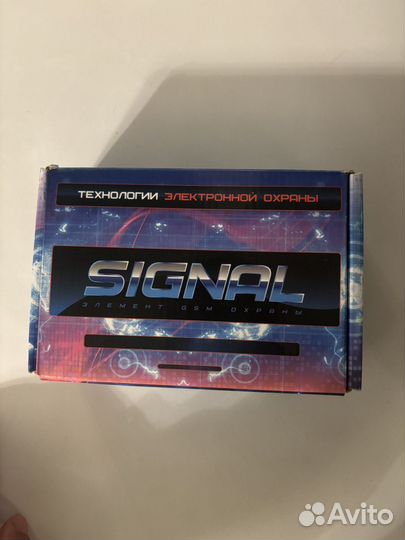 ТЕХНОЛОГИИ ЭЛЕКТРОННОЙ ОХРАНЫ
SIGNAL
ЭЛЕМЕНТ GSM ОХРАНЫ
Avito